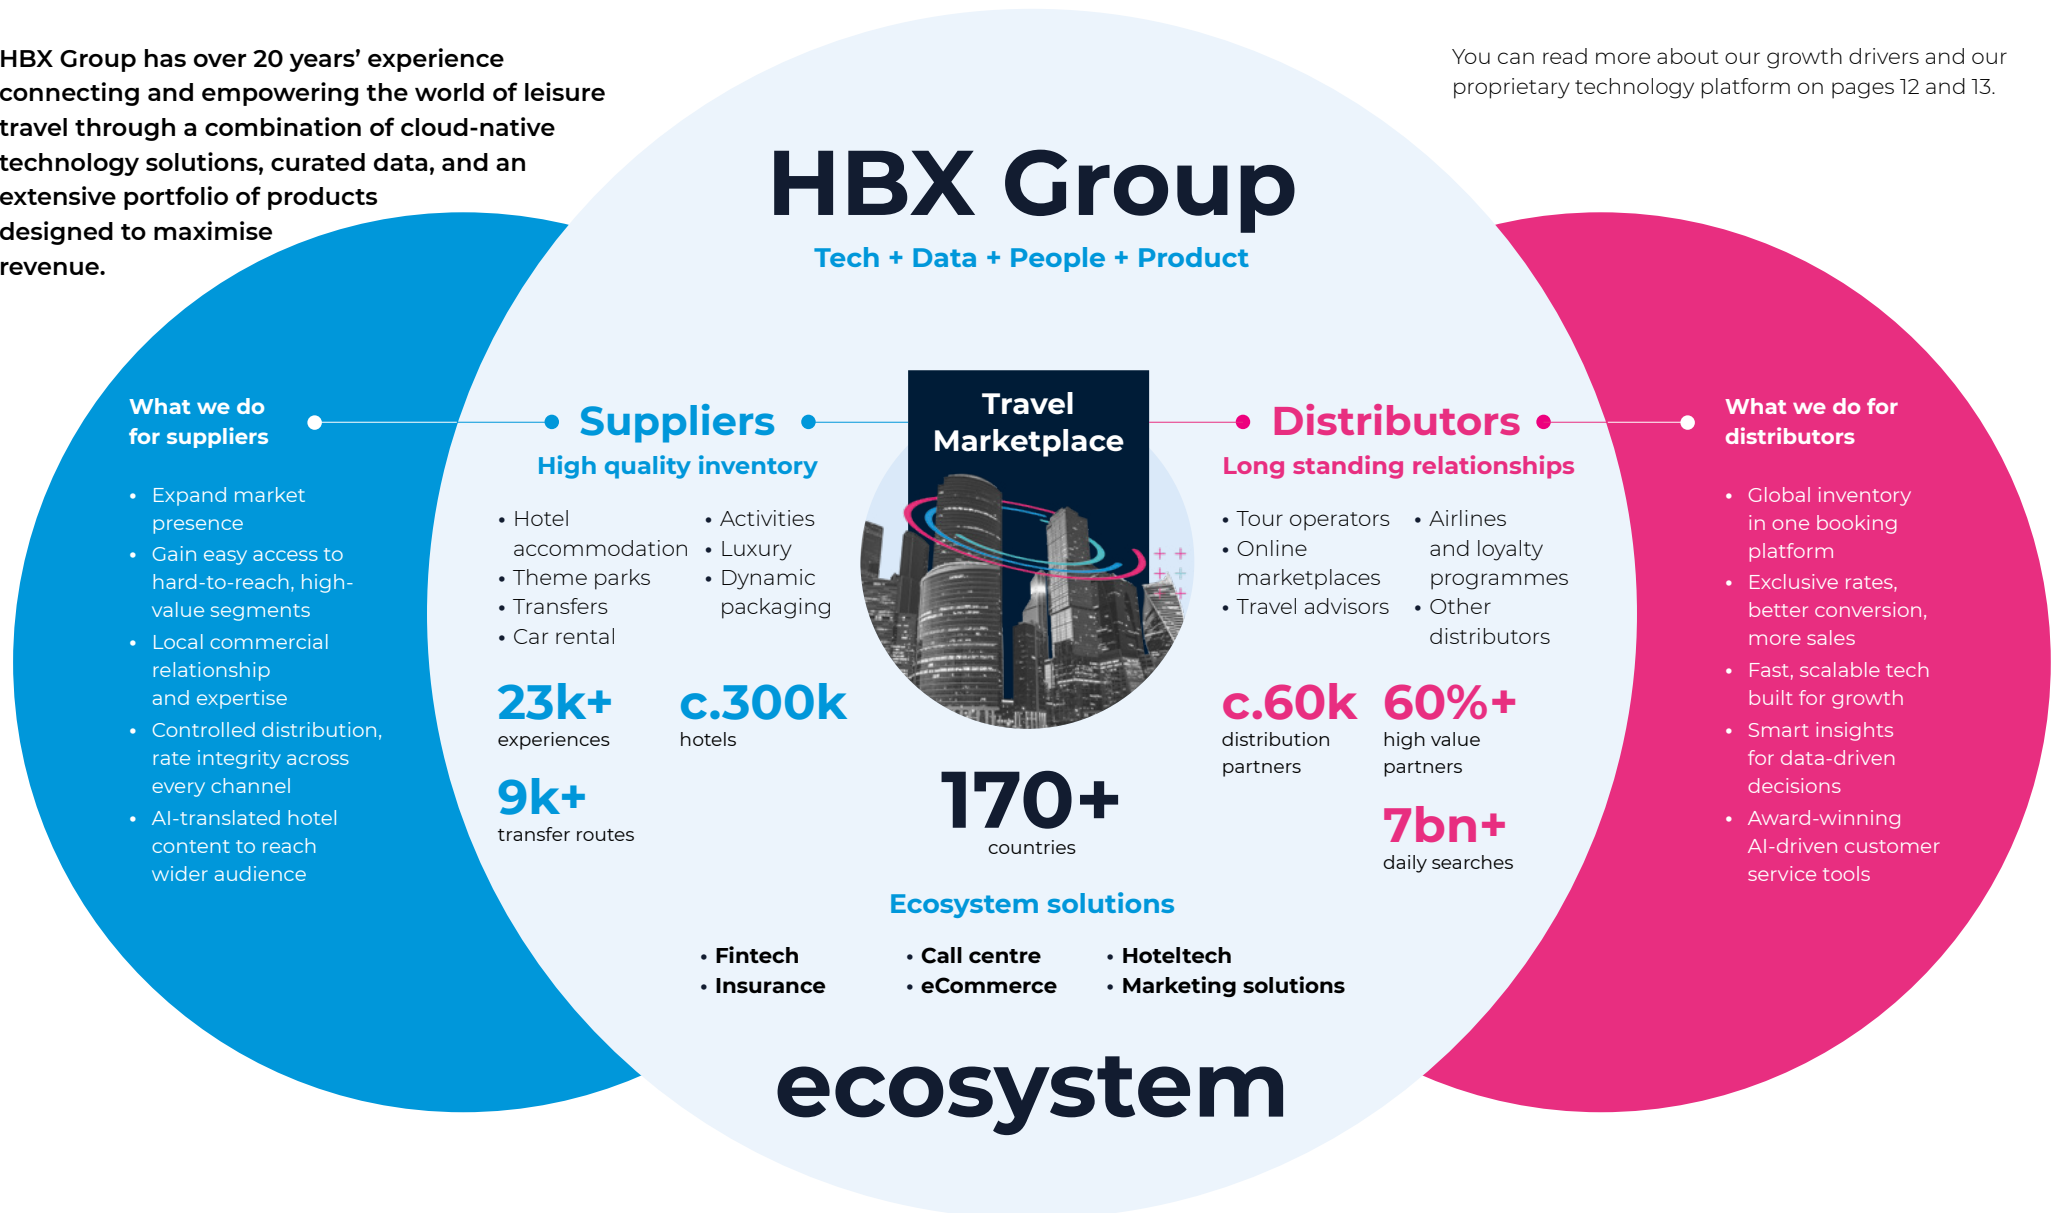 HBX Group has over 20 years’ experience
connecting and empowering the world of leisure
travel through a combination of cloud-native
technology solutions, curated data, and an
extensive portfolio of products
designed to maximise
revenue.
You can read more about our growth drivers and our
proprietary technology platform on pages 12 and 13.
HBX Group
Tech + Data + People + Product
What we do
for suppliers
• Expand market
presence
• Gain easy access to
hard-to-reach, high-
value segments
• Local commercial
relationship
and expertise
• Controlled distribution,
rate integrity across
every channel
• AI-translated hotel
content to reach
wider audience
Suppliers
High quality inventory
• Hotel
accommodation
• Theme parks
• Transfers
• Car rental
• Activities
• Luxury
• Dynamic
packaging
23k+
experiences
c.300k
hotels
9k+
transfer routes
Travel
Marketplace
170+
countries
Distributors
Long standing relationships
• Tour operators
• Online
marketplaces
• Travel advisors
• Airlines
and loyalty
programmes
• Other
distributors
c.60k
distribution
partners
60%+
high value
partners
7bn+
daily searches
What we do for
distributors
• Global inventory
in one booking
platform
• Exclusive rates,
better conversion,
more sales
• Fast, scalable tech
built for growth
• Smart insights
for data-driven
decisions
• Award-winning
AI-driven customer
service tools
Ecosystem solutions
• Fintech
• Insurance
• Call centre
• eCommerce
• Hoteltech
• Marketing solutions
ecosystem